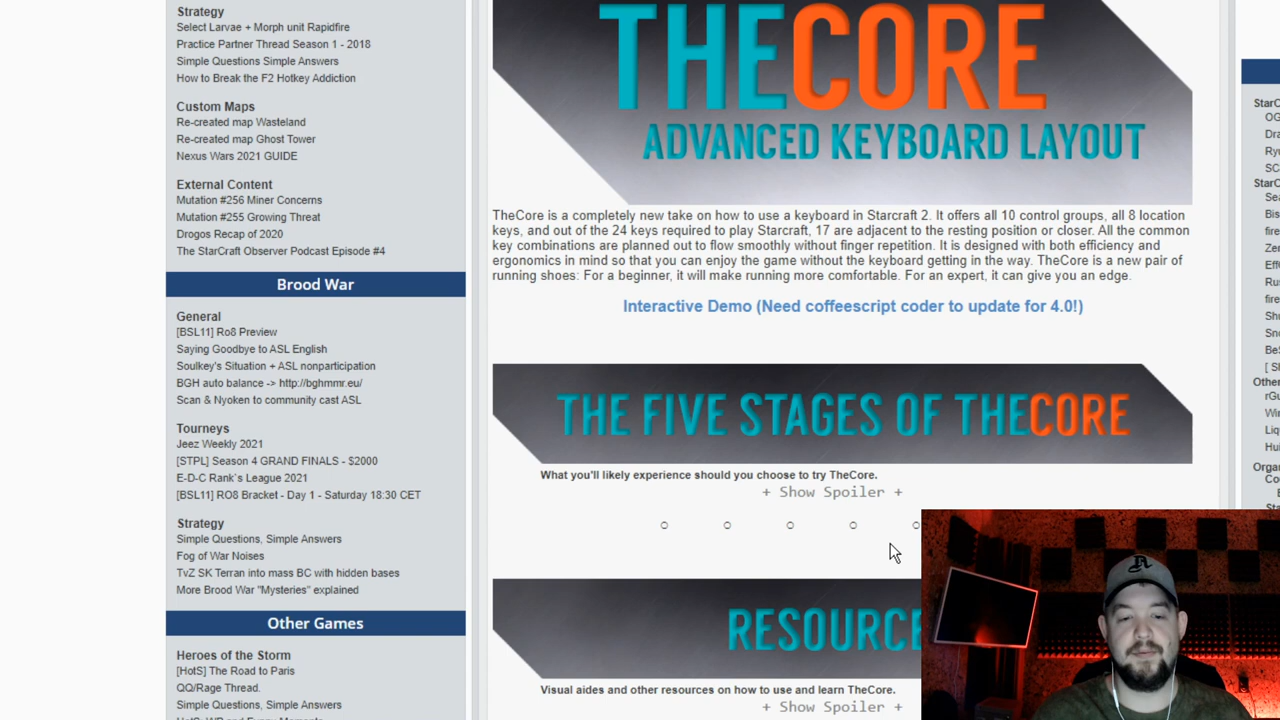 Strategy
Select Larvae + Morph unit Rapidfire
Practice Partner Thread Season 1 - 2018
Simple Questions Simple Answers
How to Break the F2 Hotkey Addiction
Custom Maps
Re-created map Wasteland
Re-created map Ghost Tower
Nexus Wars 2021 GUIDE
External Content
Mutation #256 Miner Concerns
Mutation #255 Growing Threat
Drogos Recap of 2020
The StarCraft Observer Podcast Episode #4
Brood War
General
[BSL11] Ro8 Preview
Saying Goodbye to ASL English
Soulkey's Situation + ASL nonparticipation
BGH auto balance -> http://bghmmr.eu/
Scan & Nyoken to community cast ASL
Tourneys
Jeez Weekly 2021
[STPL] Season 4 GRAND FINALS - $2000
E-D-C Rank`s League 2021
[BSL11] RO8 Bracket - Day 1 - Saturday 18:30 CET
Strategy
Simple Questions, Simple Answers
Fog of War Noises
TvZ SK Terran into mass BC with hidden bases
More Brood War "Mysteries" explained
Other Games
Heroes of the Storm
[HotS] The Road to Paris
QQ/Rage Thread.
Simple Questions, Simple Answers
THECORE
ADVANCED KEYBOARD LAYOUT
TheCore is a completely new take on how to use a keyboard in Starcraft 2. It offers all 10 control groups, all 8 location
keys, and out of the 24 keys required to play Starcraft, 17 are adjacent to the resting position or closer. All the common
key combinations are planned out to flow smoothly without finger repetition. It is designed with both efficiency and
ergonomics in mind so that you can enjoy the game without the keyboard getting in the way. TheCore is a new pair of
running shoes: For a beginner, it will make running more comfortable. For an expert, it can give you an edge.
Interactive Demo (Need coffeescript coder to update for 4.0!)
THE FIVE STAGES OF THECORE
What you'll likely experience should you choose to try TheCore.
+ Show Spoiler +
RESOURC
Visual aides and other resources on how to use and learn TheCore.
+ Show Spoiler +